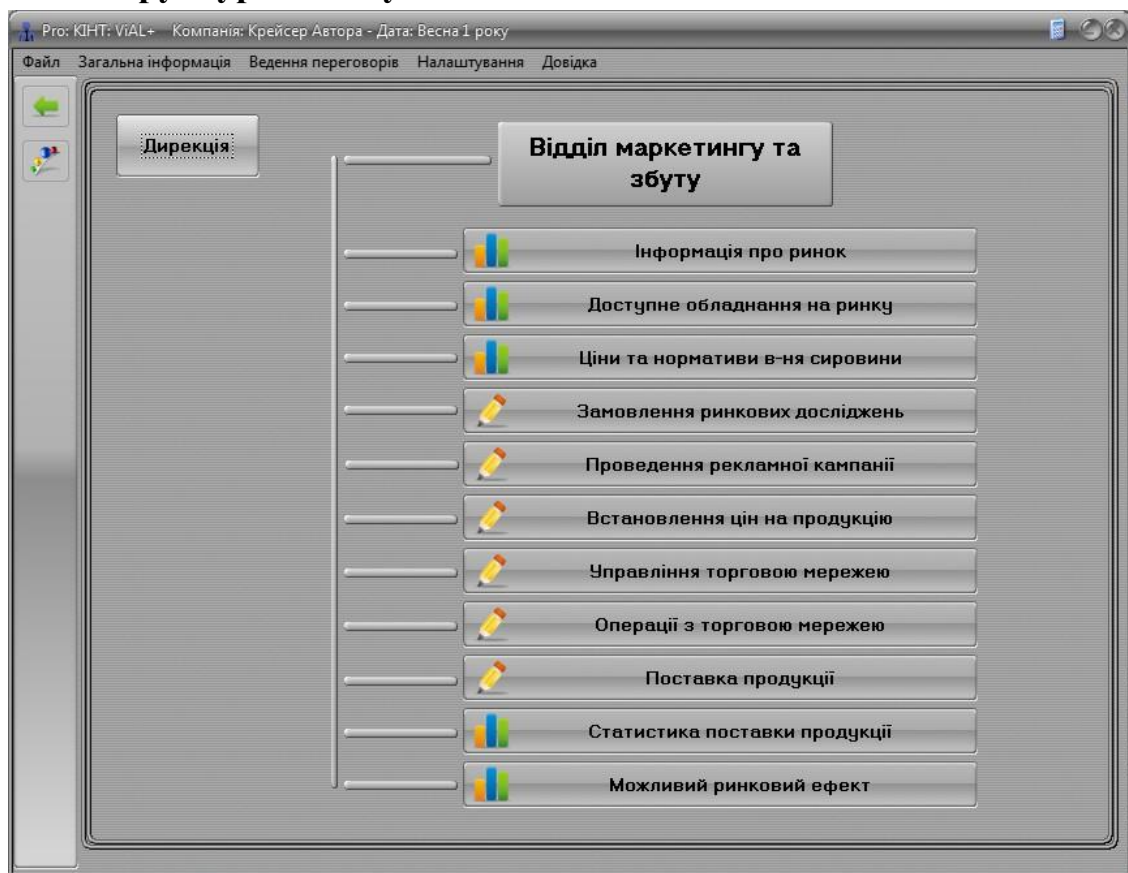 Pro: КІНТ: ViAL+ Компанія: Крейсер Автора - Дата: Весна 1 року
Файл Загальна інформація Ведення переговорів Налаштування Довідка
Дирекція
Відділ маркетингу та
збуту
Інформація про ринок
Доступне обладнання на ринку
Ціни та нормативи в-ня сировини
Замовлення ринкових досліджень
Проведення рекламної кампанії
Встановлення цін на продукцію
Управління торговою мережею
Операції з торговою мережею
Поставка продукції
Статистика поставки продукції
Можливий ринковий ефект